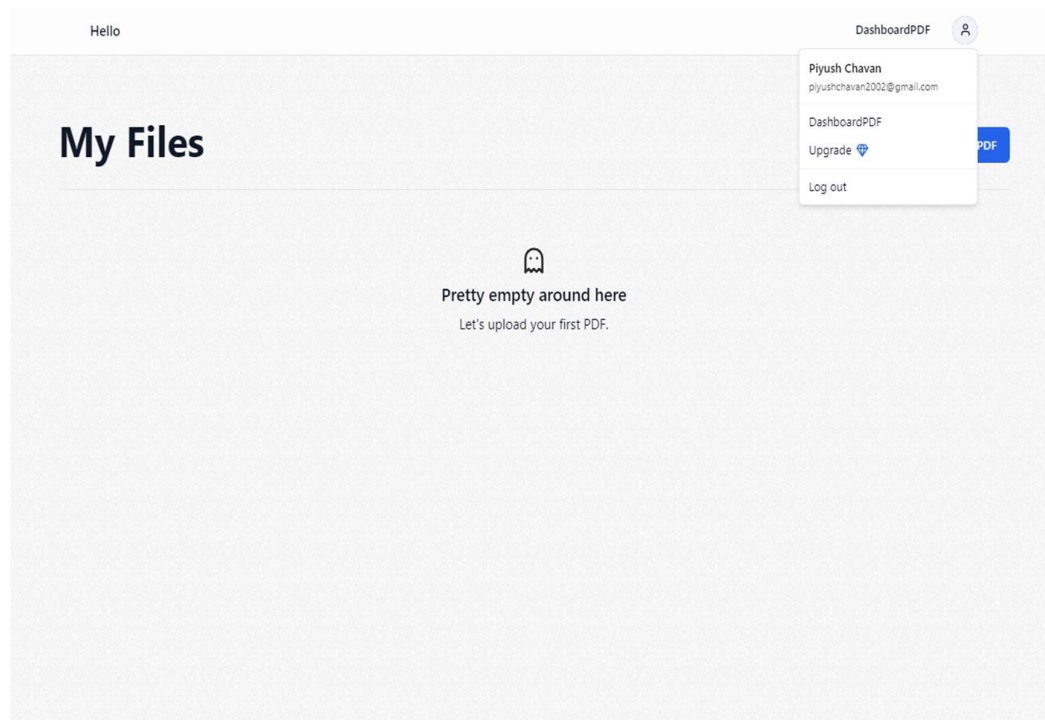 Hello
DashboardPDF
Piyush Chavan
piyushchavan2002@gmail.com
DashboardPDF
Upgrade
Log out
My Files
PDF
Pretty empty around here
Let's upload your first PDF.